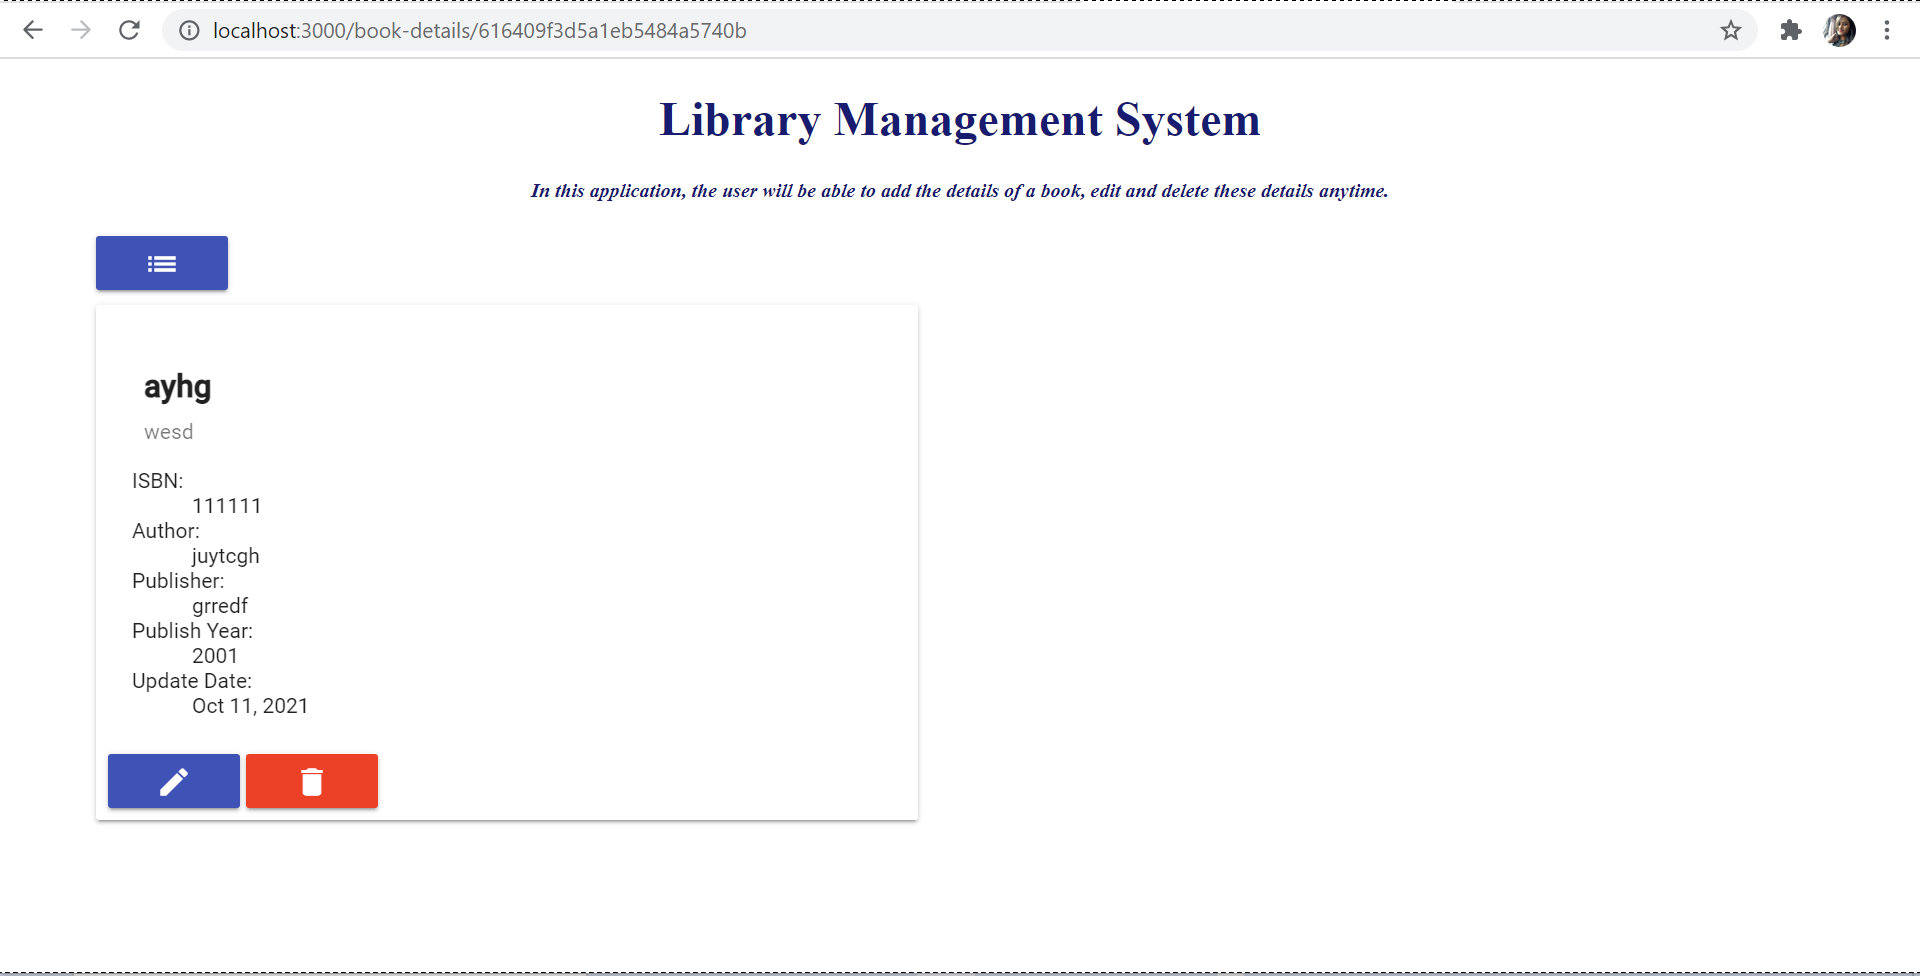 localhost:3000/book-details/616409f3d5a1eb5484a5740b
Library Management System
In this application, the user will be able to add the details of a book, edit and delete these details anytime.
ayhg
wesd
ISBN:
111111
Author:
juytcgh
Publisher:
grredf
Publish Year:
2001
Update Date:
Oct 11, 2021